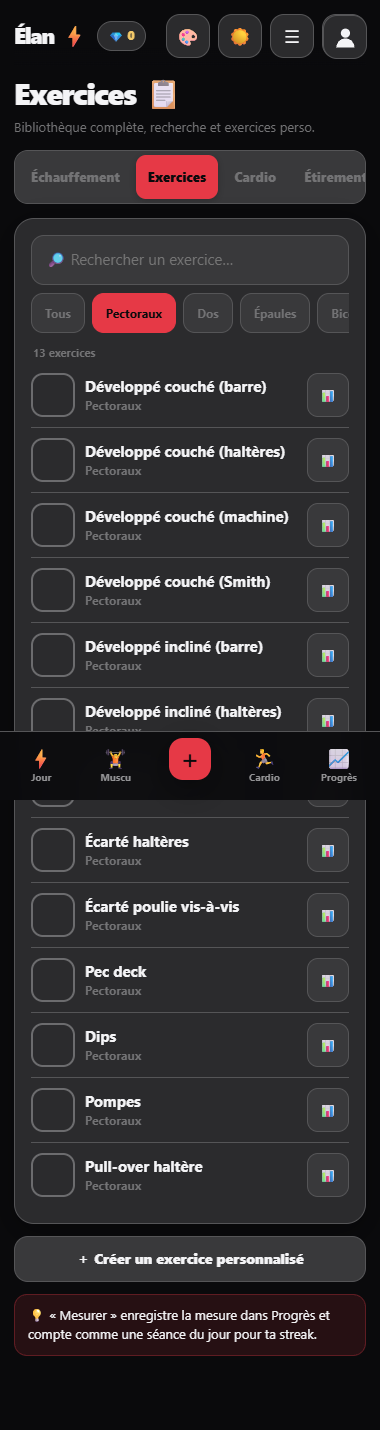 Élan
0
Exercices
Bibliothèque complète, recherche et exercices perso.
Échauffement Exercices Cardio Étirement
Rechercher un exercice...
Tous Pectoraux Dos Épaules Bic
13 exercices
Développé couché (barre)
Pectoraux
Développé couché (haltères)
Pectoraux
Développé couché (machine)
Pectoraux
Développé couché (Smith)
Pectoraux
Développé incliné (barre)
Pectoraux
Développé incliné (haltères)
Jour Muscu + Cardio Progrès
Écarté haltères
Pectoraux
Écarté poulie vis-à-vis
Pectoraux
Pec deck
Pectoraux
Dips
Pectoraux
Pompes
Pectoraux
Pull-over haltère
Pectoraux
+ Créer un exercice personnalisé
« Mesurer » enregistre la mesure dans Progrès et
compte comme une séance du jour pour ta streak.